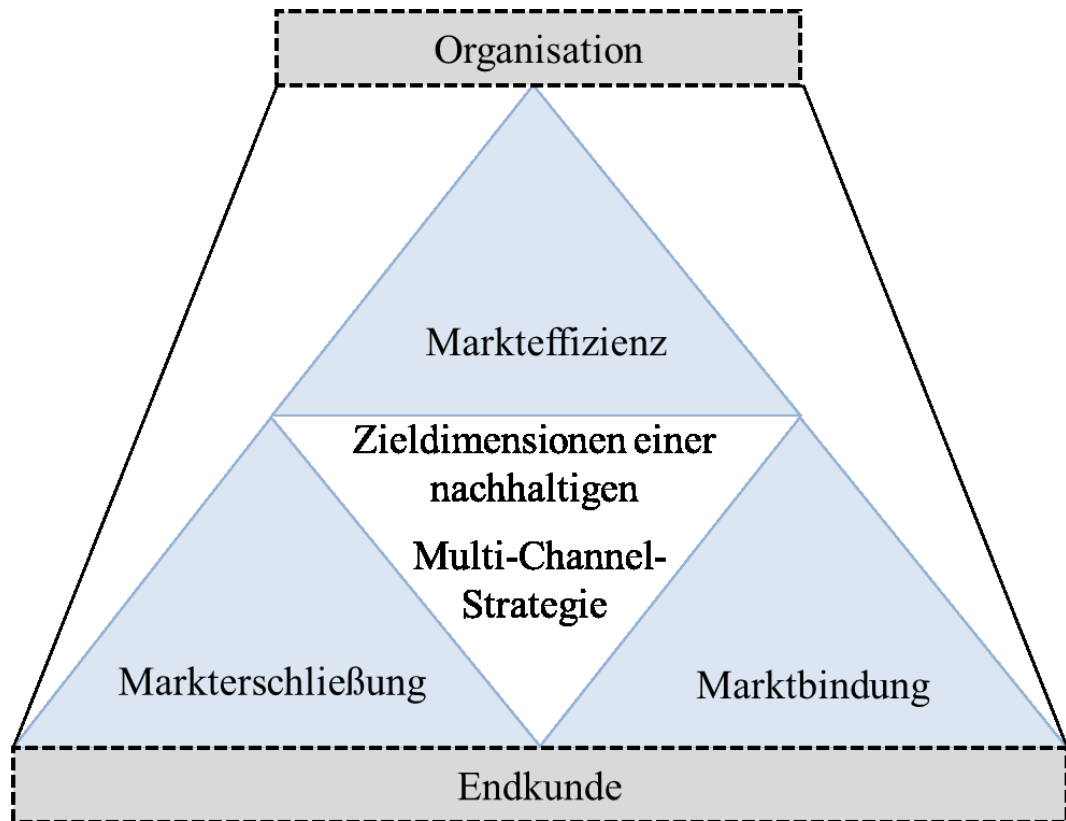 Organisation
Markteffizienz
Zieldimensionen einer
nachhaltigen
Multi-Channel-
Strategie
Markterschließung
Marktbindung
Endkunde